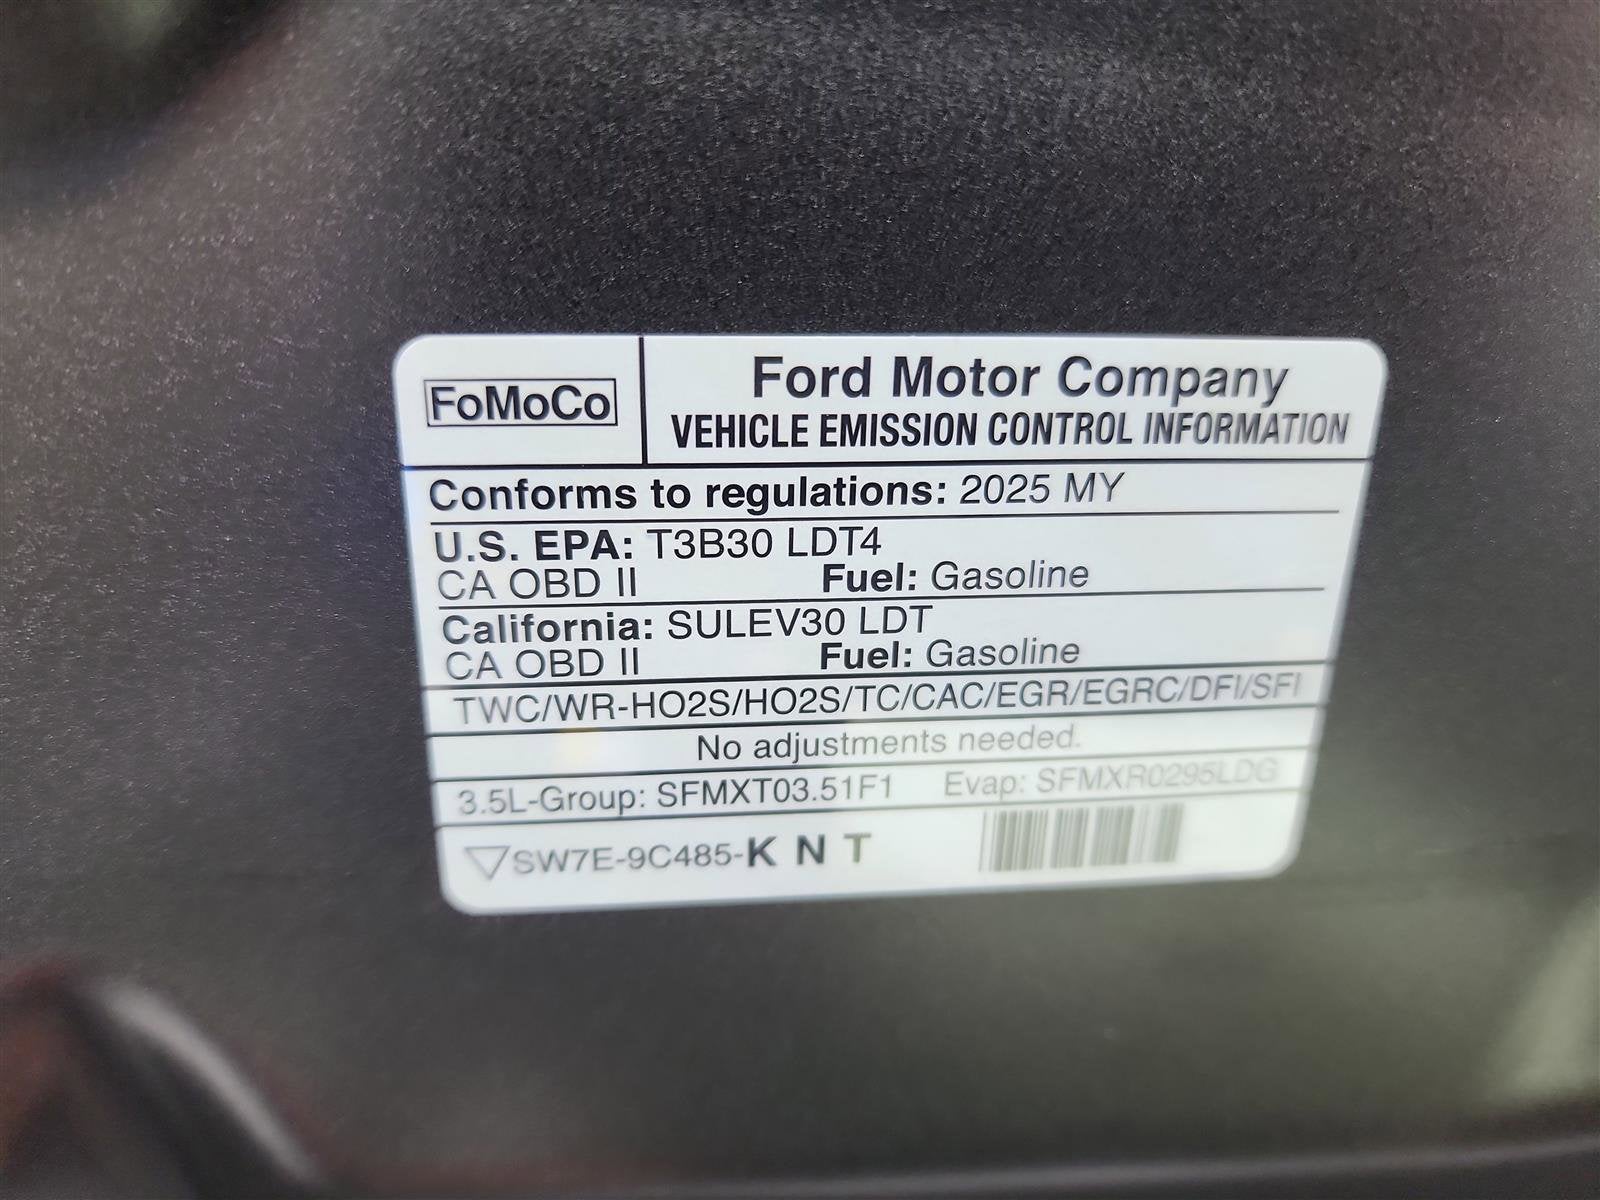 FoMoCo
Ford Motor Company
VEHICLE EMISSION CONTROL INFORMATION
Conforms to regulations: 2025 MY
U.S. EPA: T3B30 LDT4
CA OBD II Fuel: Gasoline
California: SULEV30 LDT
CA OBD II Fuel: Gasoline
TWC/WR-HO2S/HO2S/TC/CAC/EGR/EGRC/DFI/SFI
No adjustments needed.
3.5L-Group: SFMXT03.51F1 Evap: SFMXR0295LDG
SW7E-9C485-K N T